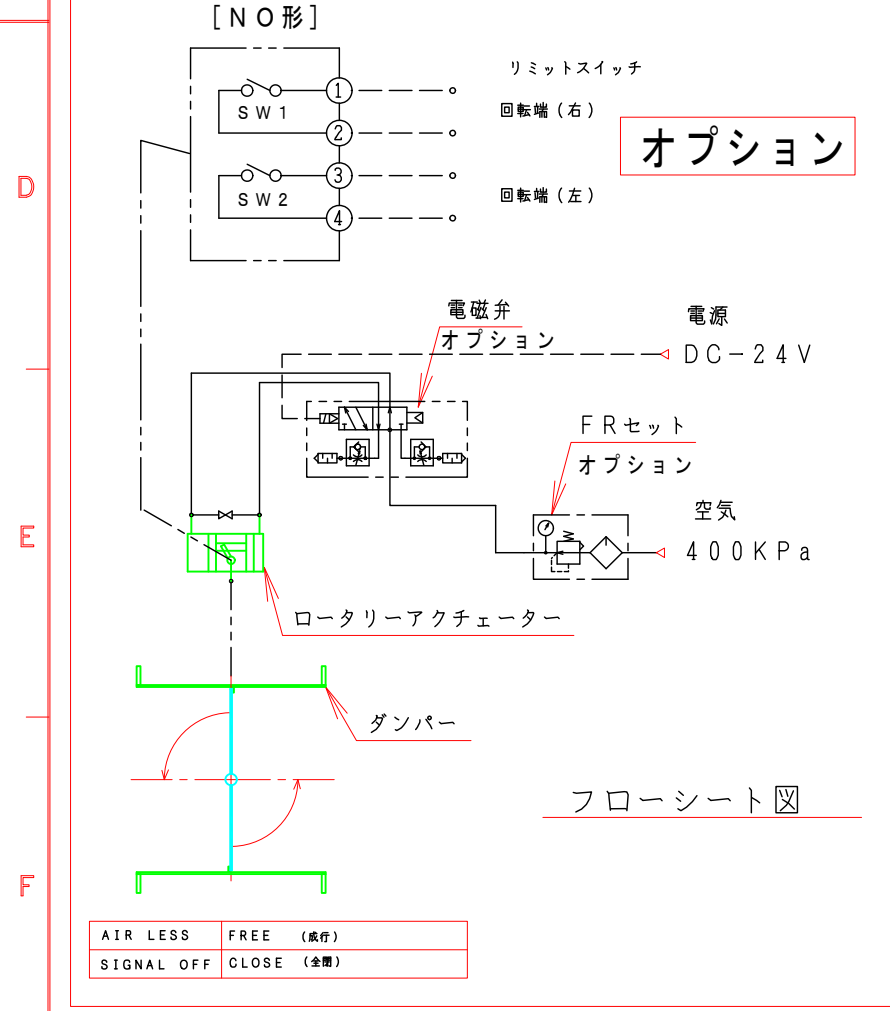 [NO形]
リミットスイッチ
SW1
1
回転端(右)
2
オプション
D
SW2
3
回転端(左)
4
電磁弁
オプション
電源
DC-24V
FRセット
オプション
空気
400KPa
E
ロータリーアクチェーター
ダンパー
フローシート図
F
AIR LESS FREE (成行)
SIGNAL OFF CLOSE (全閉)